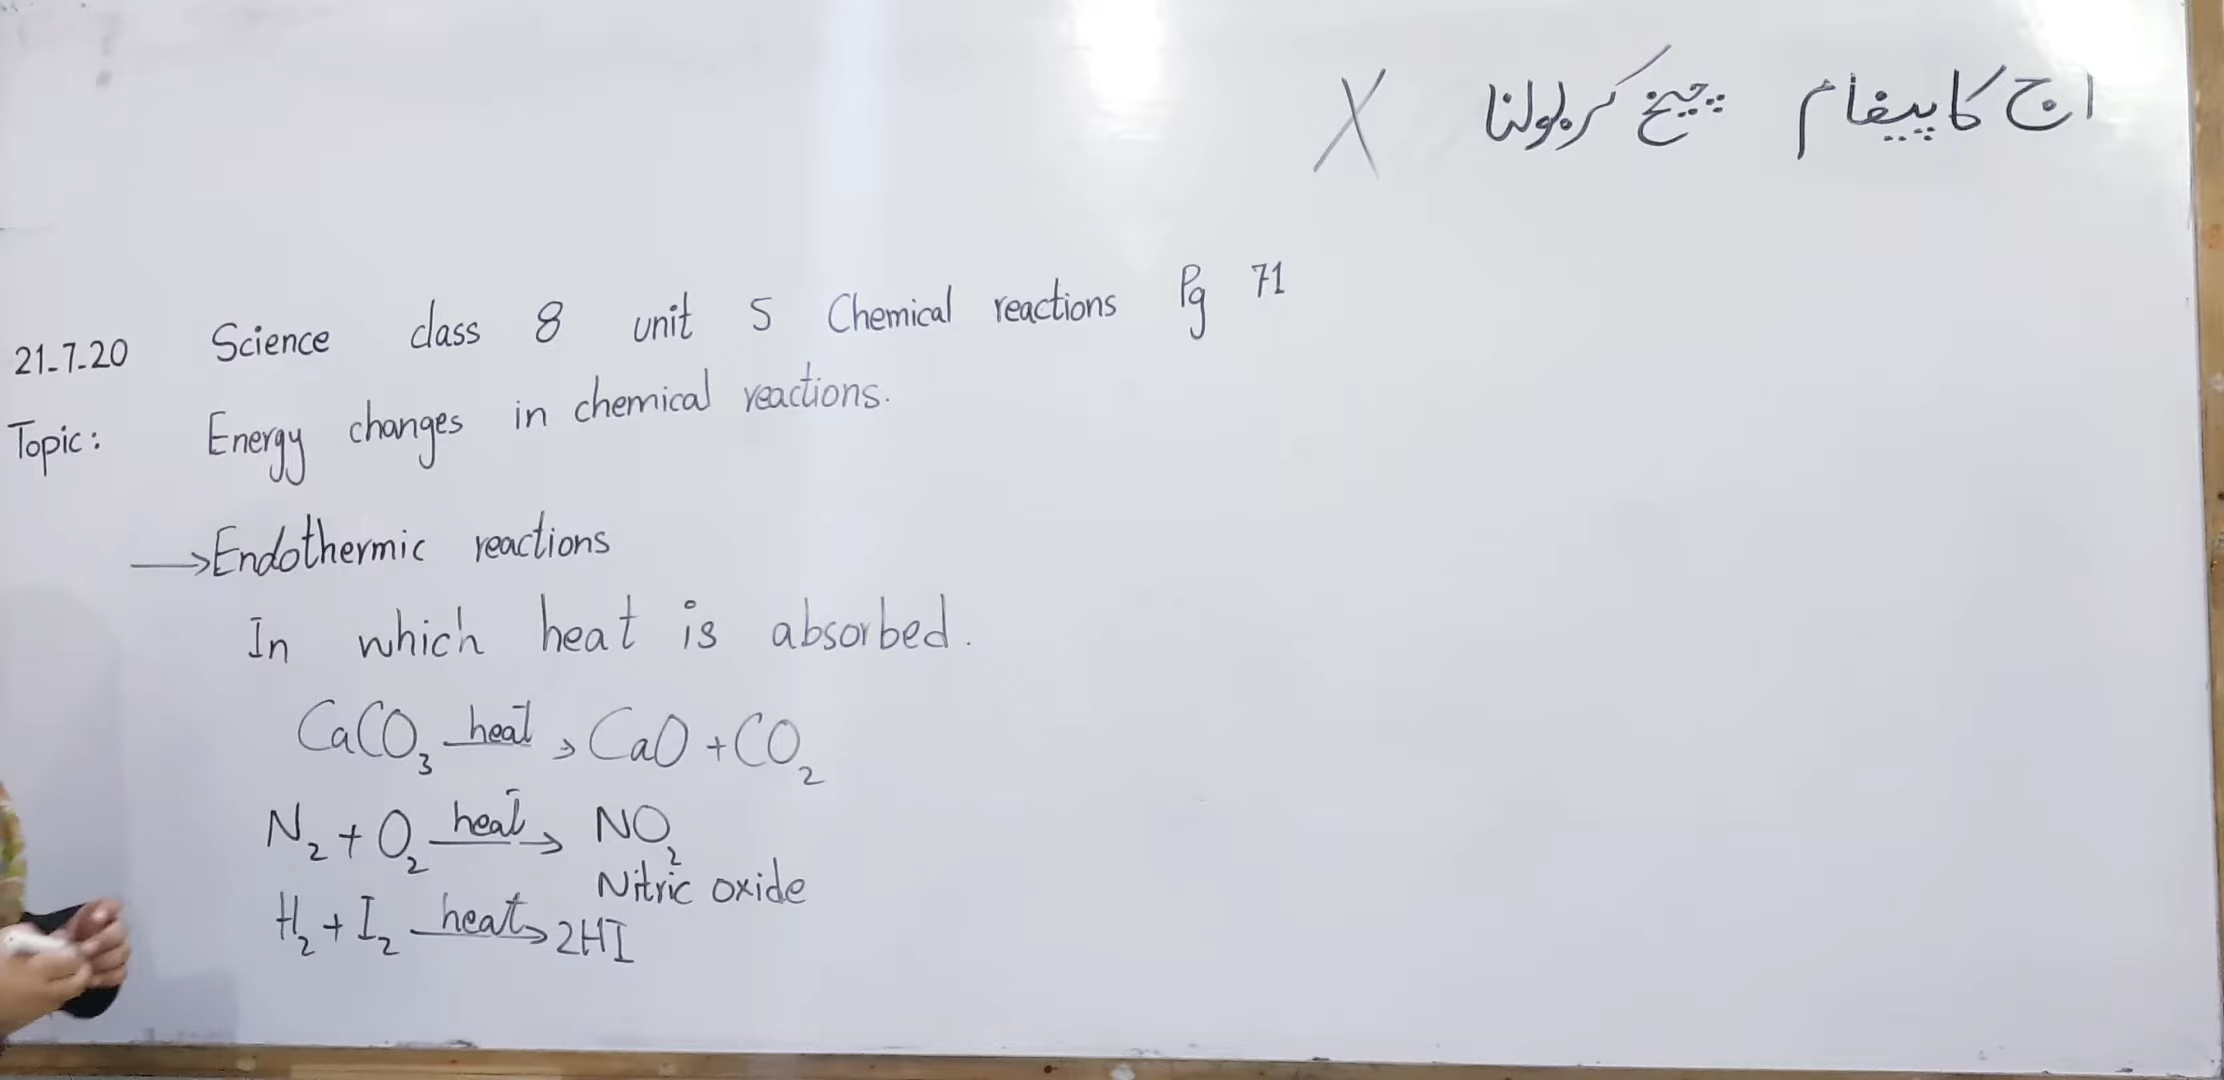 اج کا پیغام چیخ کر بولنا X
21-7-20 Science class 8 unit 5 Chemical reactions Pg 71
Topic: Energy changes in chemical reactions.
→Endothermic reactions
In which heat is absorbed.
CaCO₃ heat→ CaO + CO₂
N₂ + O₂ heat→ NO₂
Nitric oxide
H₂ + I₂ heat→ 2HI